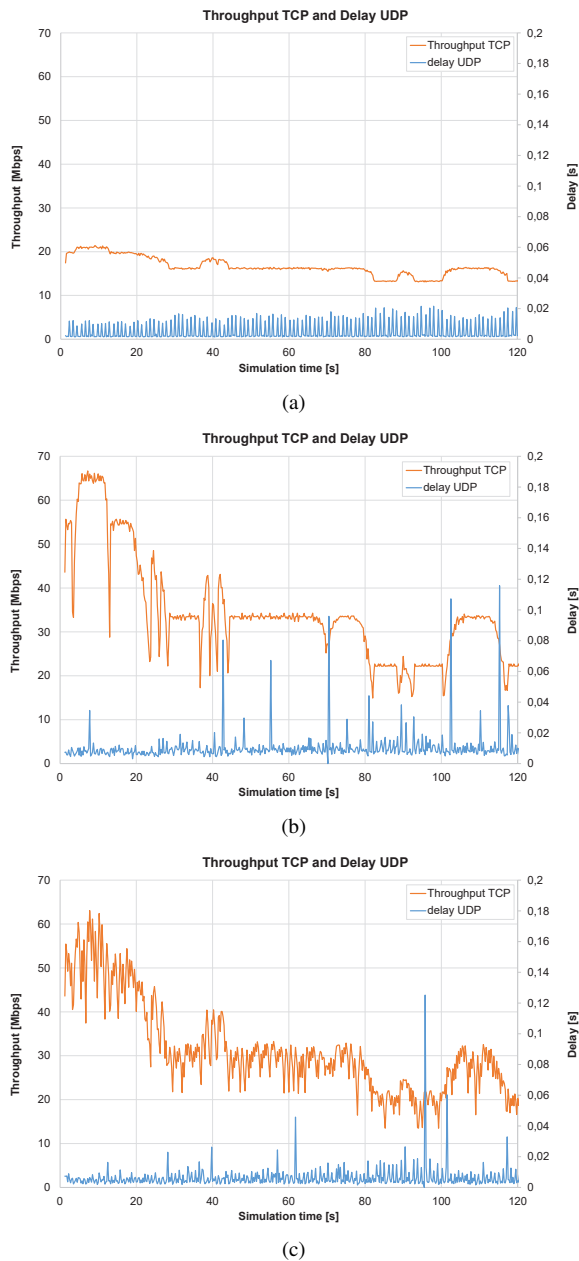 Throughput TCP and Delay UDP
Throughput TCP
delay UDP
Throughput [Mbps]
70
60
50
40
30
20
10
0
0,2
0,18
0,16
0,14
0,12
0,1
0,08
0,06
0,04
0,02
0
Delay [s]
0 20 40 60 80 100 120
Simulation time [s]
(a)
Throughput TCP and Delay UDP
Throughput TCP
delay UDP
Throughput [Mbps]
70
60
50
40
30
20
10
0
0,2
0,18
0,16
0,14
0,12
0,1
0,08
0,06
0,04
0,02
0
Delay [s]
0 20 40 60 80 100 120
Simulation time [s]
(b)
Throughput TCP and Delay UDP
Throughput TCP
delay UDP
Throughput [Mbps]
70
60
50
40
30
20
10
0
0,2
0,18
0,16
0,14
0,12
0,1
0,08
0,06
0,04
0,02
0
Delay [s]
0 20 40 60 80 100 120
Simulation time [s]
(c)